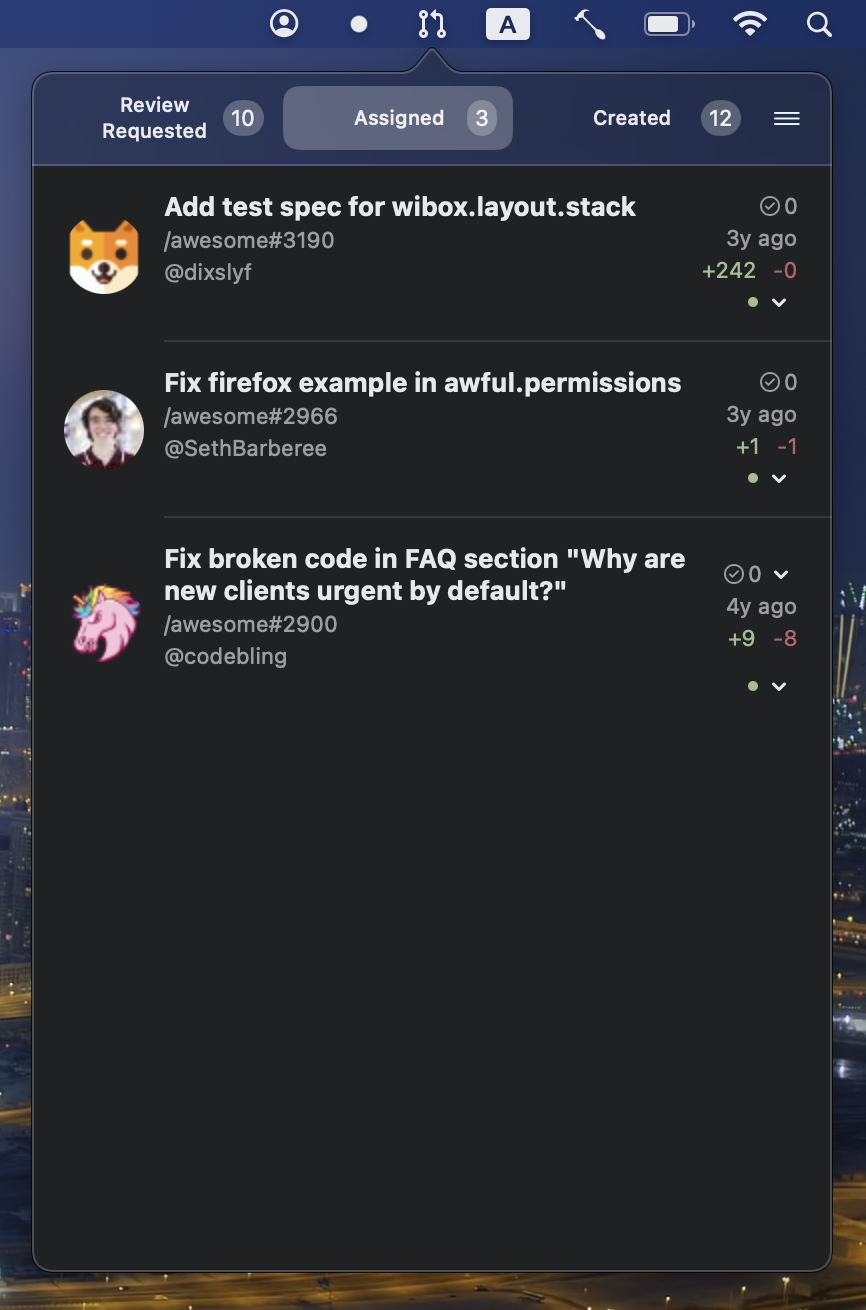 A
Review
Requested 10
Assigned 3
Created 12
Add test spec for wibox.layout.stack
0
/awesome#3190
3y ago
@dixslyf
+242 -0
Fix firefox example in awful.permissions
0
/awesome#2966
3y ago
@SethBarberee
+1 -1
Fix broken code in FAQ section "Why are
new clients urgent by default?"
0
/awesome#2900
4y ago
@codebling
+9 -8